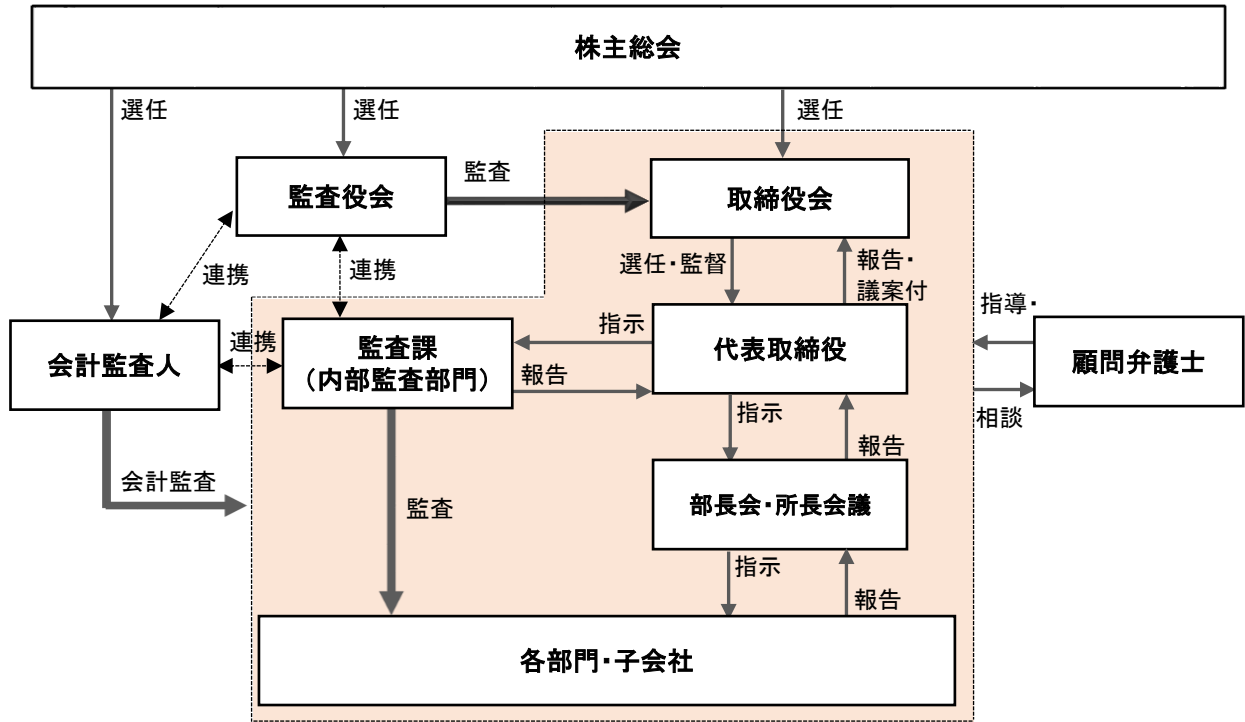 株主総会
選任
選任
選任
監査役会
監査
取締役会
連携
連携
選任・監督
報告・
議案付
会計監査人
連携
監査課
（内部監査部門）
指示
報告
代表取締役
指導・
顧問弁護士
相談
指示
報告
会計監査
監査
部長会・所長会議
指示
報告
各部門・子会社